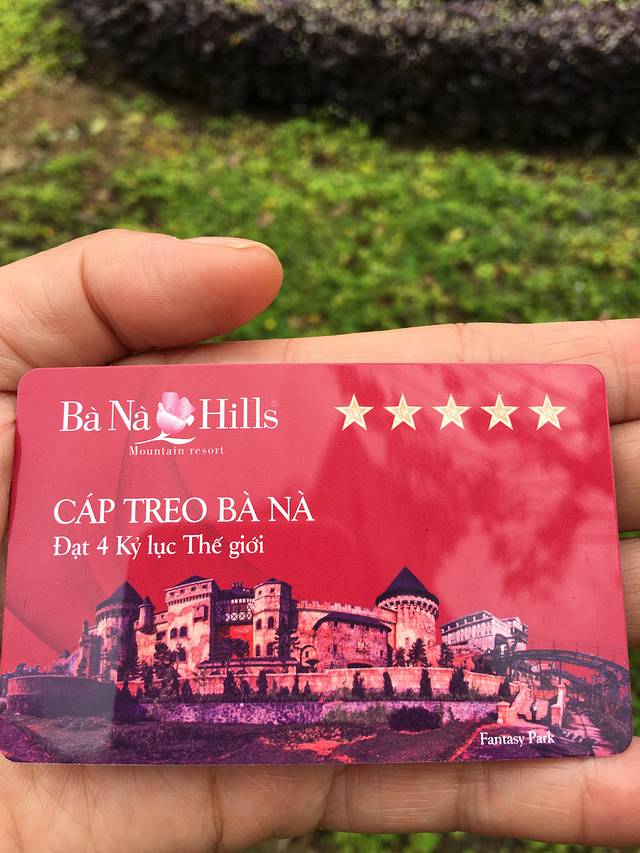 Bà Nà Hills®
Mountain resort
CÁP TREO BÀ NÀ
Đạt 4 Kỷ lục Thế giới
Fantasy Park